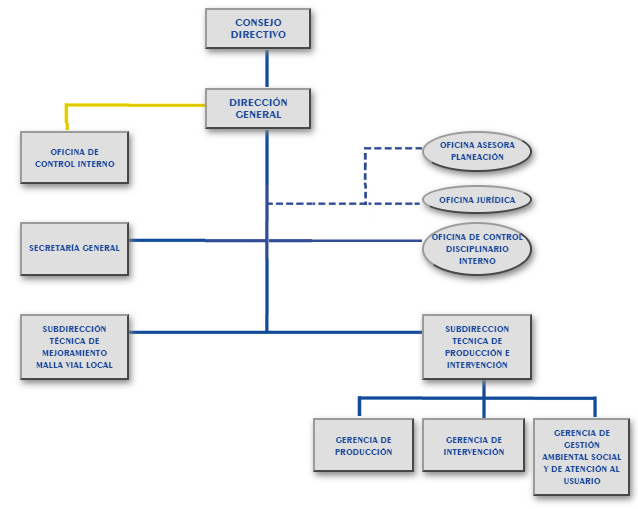 CONSEJO
DIRECTIVO
DIRECCIÓN
GENERAL
OFICINA DE
CONTROL INTERNO
OFICINA ASESORA
PLANEACIÓN
OFICINA JURÍDICA
SECRETARÍA GENERAL
OFICINA DE CONTROL
DISCIPLINARIO
INTERNO
SUBDIRECCIÓN
TÉCNICA DE
MEJORAMIENTO
MALLA VIAL LOCAL
SUBDIRECCION
TECNICA DE
PRODUCCIÓN E
INTERVENCIÓN
GERENCIA DE
PRODUCCIÓN
GERENCIA DE
INTERVENCIÓN
GERENCIA DE
GESTIÓN
AMBIENTAL SOCIAL
Y DE ATENCIÓN AL
USUARIO